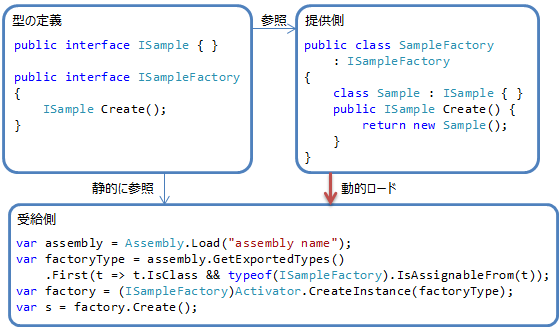 型の定義
public interface ISample { }
public interface ISampleFactory
{
    ISample Create();
}
参照
提供側
public class SampleFactory
    : ISampleFactory
{
    class Sample : ISample { }
    public ISample Create() {
        return new Sample();
    }
}
静的に参照
動的ロード
受給側
var assembly = Assembly.Load("assembly name");
var factoryType = assembly.GetExportedTypes()
    .First(t => t.IsClass && typeof(ISampleFactory).IsAssignableFrom(t));
var factory = (ISampleFactory)Activator.CreateInstance(factoryType);
var s = factory.Create();